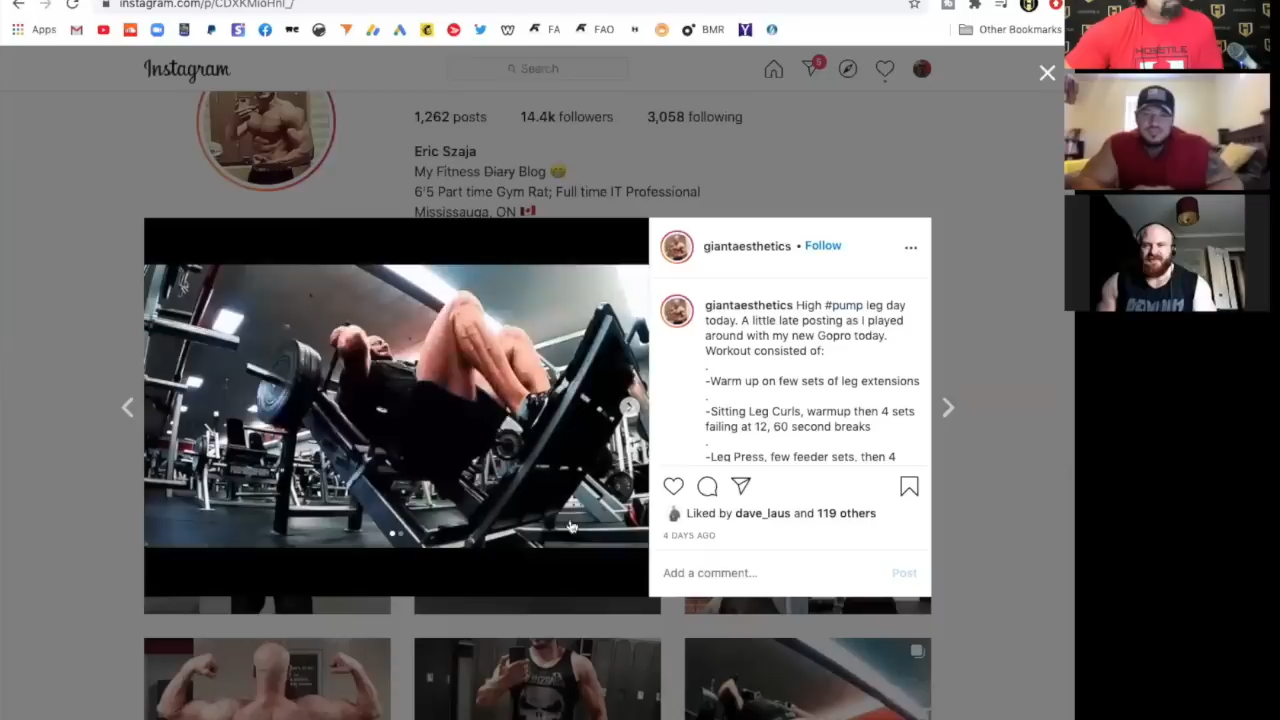 instagram.com/p/CDXKMioHnl_/
Apps
FA
FAO
BMR
Other Bookmarks
HOSTILE
Instagram
Search
5
1,262 posts 14.4k followers 3,058 following
Eric Szaja
My Fitness Diary Blog
6'5 Part time Gym Rat; Full time IT Professional
Mississauga, ON
giantaesthetics • Follow
giantaesthetics High #pump leg day
today. A little late posting as I played
around with my new Gopro today.
Workout consisted of:
.
-Warm up on few sets of leg extensions
.
-Sitting Leg Curls, warmup then 4 sets
failing at 12, 60 second breaks
.
-Leg Press, few feeder sets, then 4
Liked by dave_laus and 119 others
4 DAYS AGO
Add a comment... Post